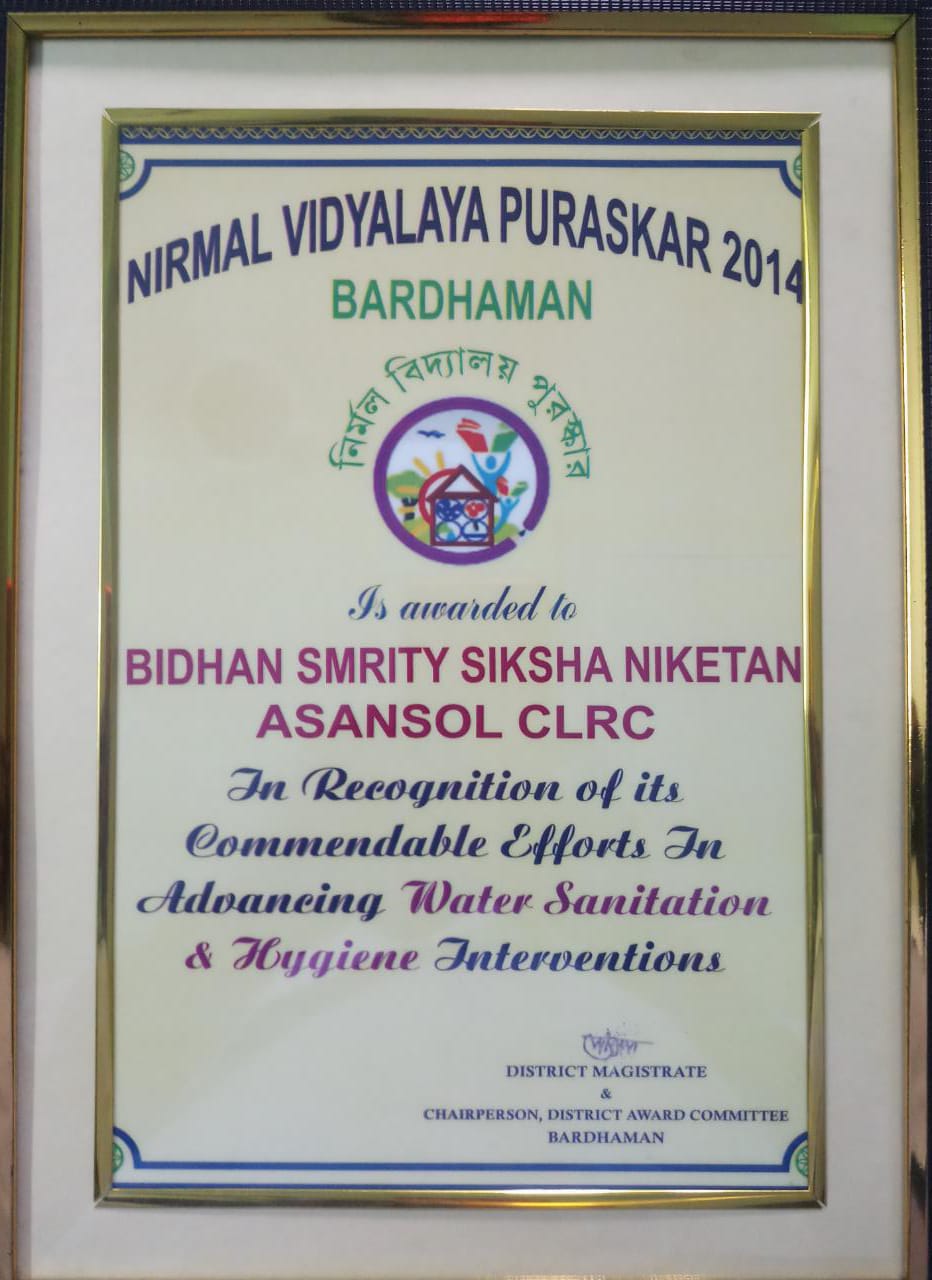 NIRMAL VIDYALAYA PURASKAR 2014
BARDHAMAN
নির্মল বিদ্যালয় পুরস্কার
Is awarded to
BIDHAN SMRITY SIKSHA NIKETAN
ASANSOL CLRC
In Recognition of its
Commendable Efforts In
Advancing Water Sanitation
& Hygiene Interventions
DISTRICT MAGISTRATE
&
CHAIRPERSON, DISTRICT AWARD COMMITTEE
BARDHAMAN